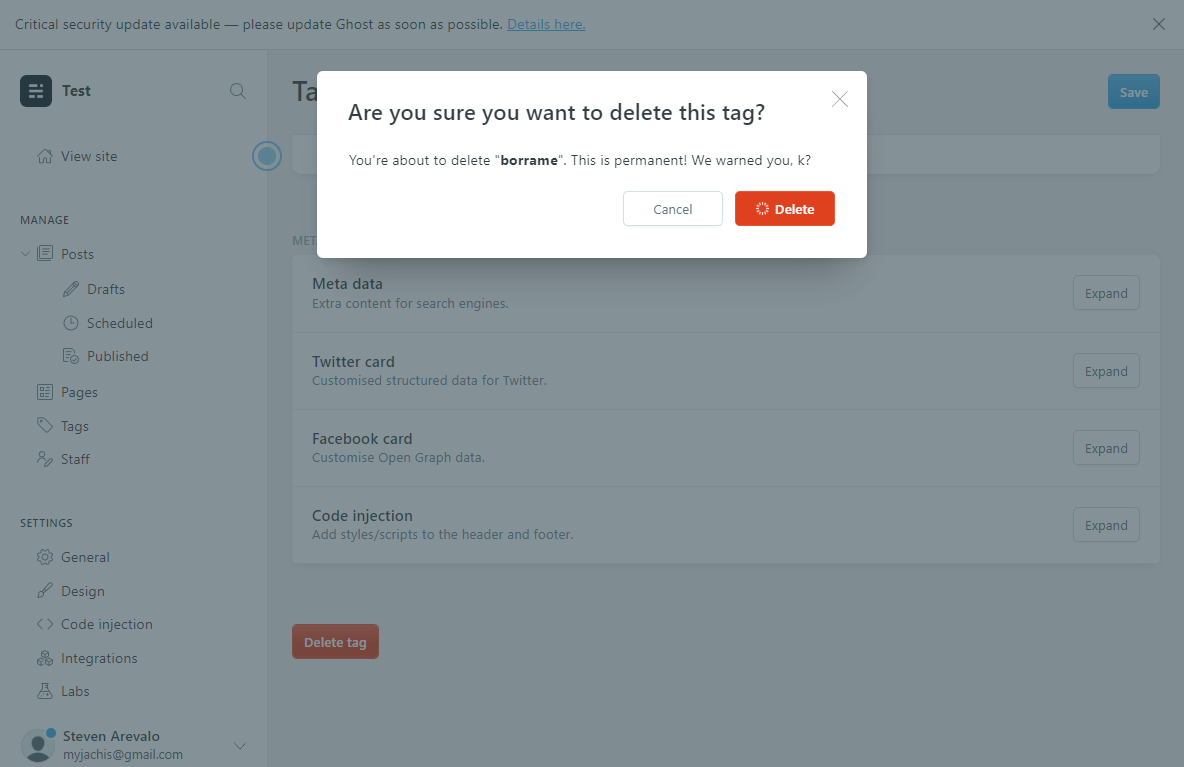 Critical security update available — please update Ghost as soon as possible. Details here.
Test
View site
MANAGE
Posts
Drafts
Scheduled
Published
Pages
Tags
Staff
SETTINGS
General
Design
Code injection
Integrations
Labs
Steven Arevalo
myjachis@gmail.com
Ta
Save
Are you sure you want to delete this tag?
You're about to delete "borrame". This is permanent! We warned you, k?
Cancel
Delete
META
Meta data
Extra content for search engines.
Expand
Twitter card
Customised structured data for Twitter.
Expand
Facebook card
Customise Open Graph data.
Expand
Code injection
Add styles/scripts to the header and footer.
Expand
Delete tag